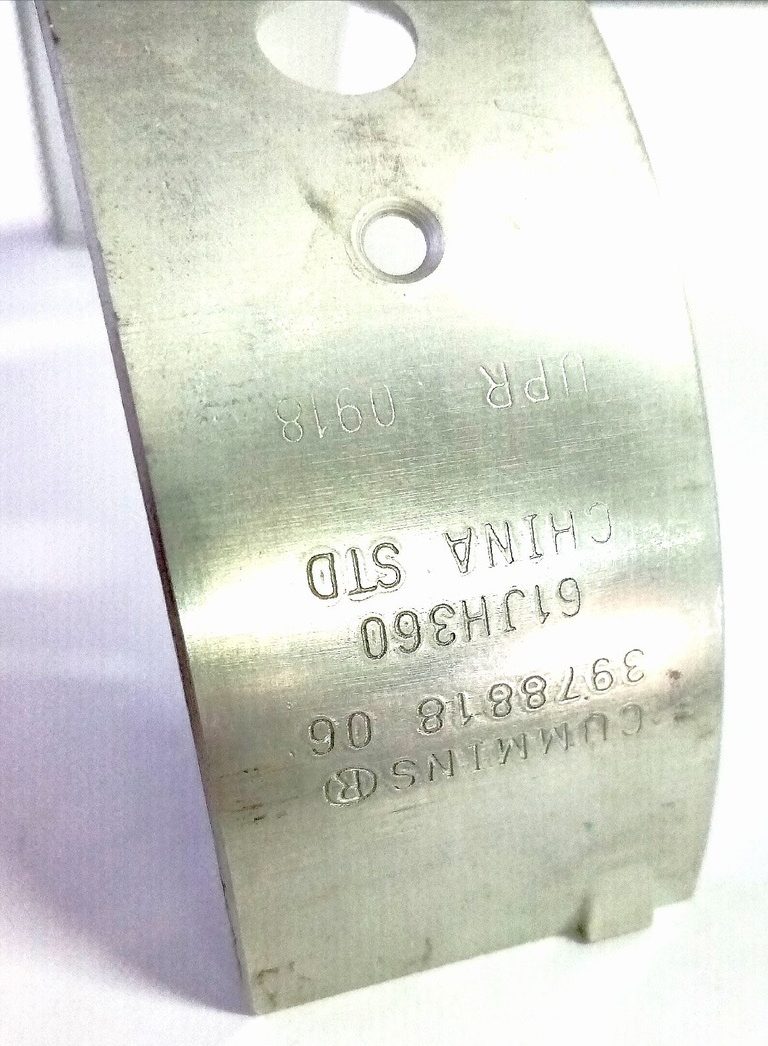 CUMMINS®
3978818 06
61JH360
CHINA STD
UPR 0918